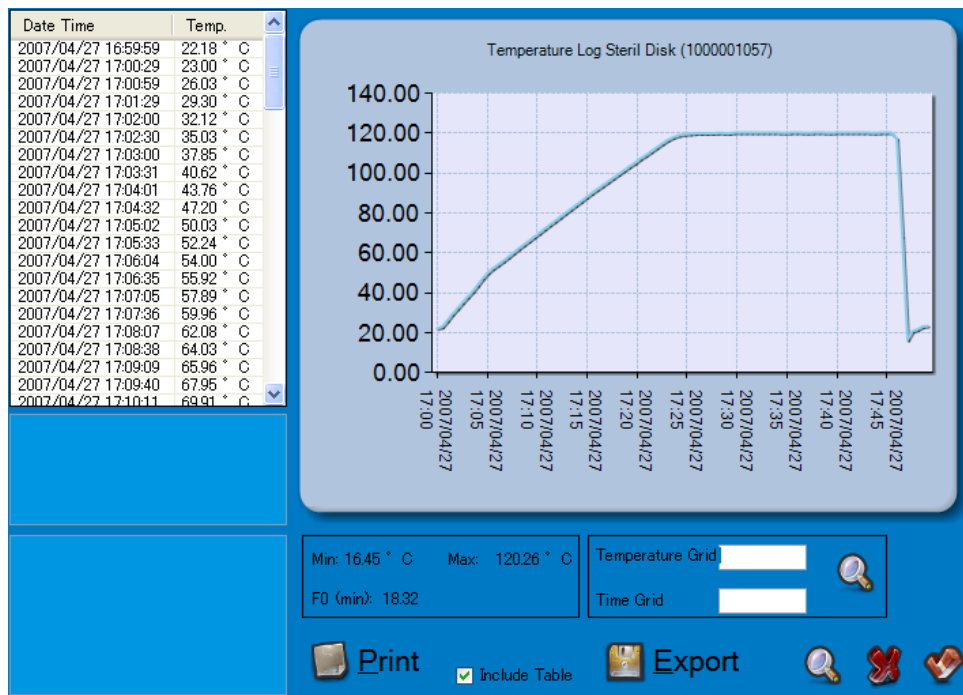 Date Time Temp.
2007/04/27 16:59:59 22.18 ° C
2007/04/27 17:00:29 23.00 ° C
2007/04/27 17:00:59 26.03 ° C
2007/04/27 17:01:29 29.30 ° C
2007/04/27 17:02:00 32.12 ° C
2007/04/27 17:02:30 35.03 ° C
2007/04/27 17:03:00 37.85 ° C
2007/04/27 17:03:31 40.62 ° C
2007/04/27 17:04:01 43.76 ° C
2007/04/27 17:04:32 47.20 ° C
2007/04/27 17:05:02 50.03 ° C
2007/04/27 17:05:33 52.24 ° C
2007/04/27 17:06:04 54.00 ° C
2007/04/27 17:06:35 55.92 ° C
2007/04/27 17:07:05 57.89 ° C
2007/04/27 17:07:36 59.96 ° C
2007/04/27 17:08:07 62.08 ° C
2007/04/27 17:08:38 64.03 ° C
2007/04/27 17:09:09 65.96 ° C
2007/04/27 17:09:40 67.95 ° C
2007/04/27 17:10:11 69.91 ° C
Temperature Log Steril Disk (1000001057)
140.00
120.00
100.00
80.00
60.00
40.00
20.00
0.00
2007/04/27
17:00
2007/04/27
17:05
2007/04/27
17:10
2007/04/27
17:15
2007/04/27
17:20
2007/04/27
17:25
2007/04/27
17:30
2007/04/27
17:35
2007/04/27
17:40
2007/04/27
17:45
Min: 16.45 ° C Max: 120.26 ° C
F0 (min): 18.32
Temperature Grid
Time Grid
Print
Include Table
Export